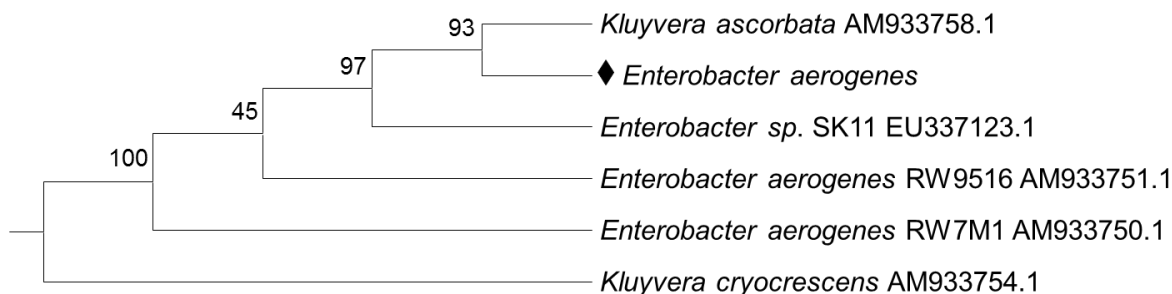 93
Kluyvera ascorbata AM933758.1
97
♦ Enterobacter aerogenes
45
Enterobacter sp. SK11 EU337123.1
100
Enterobacter aerogenes RW9516 AM933751.1
Enterobacter aerogenes RW7M1 AM933750.1
Kluyvera cryocrescens AM933754.1